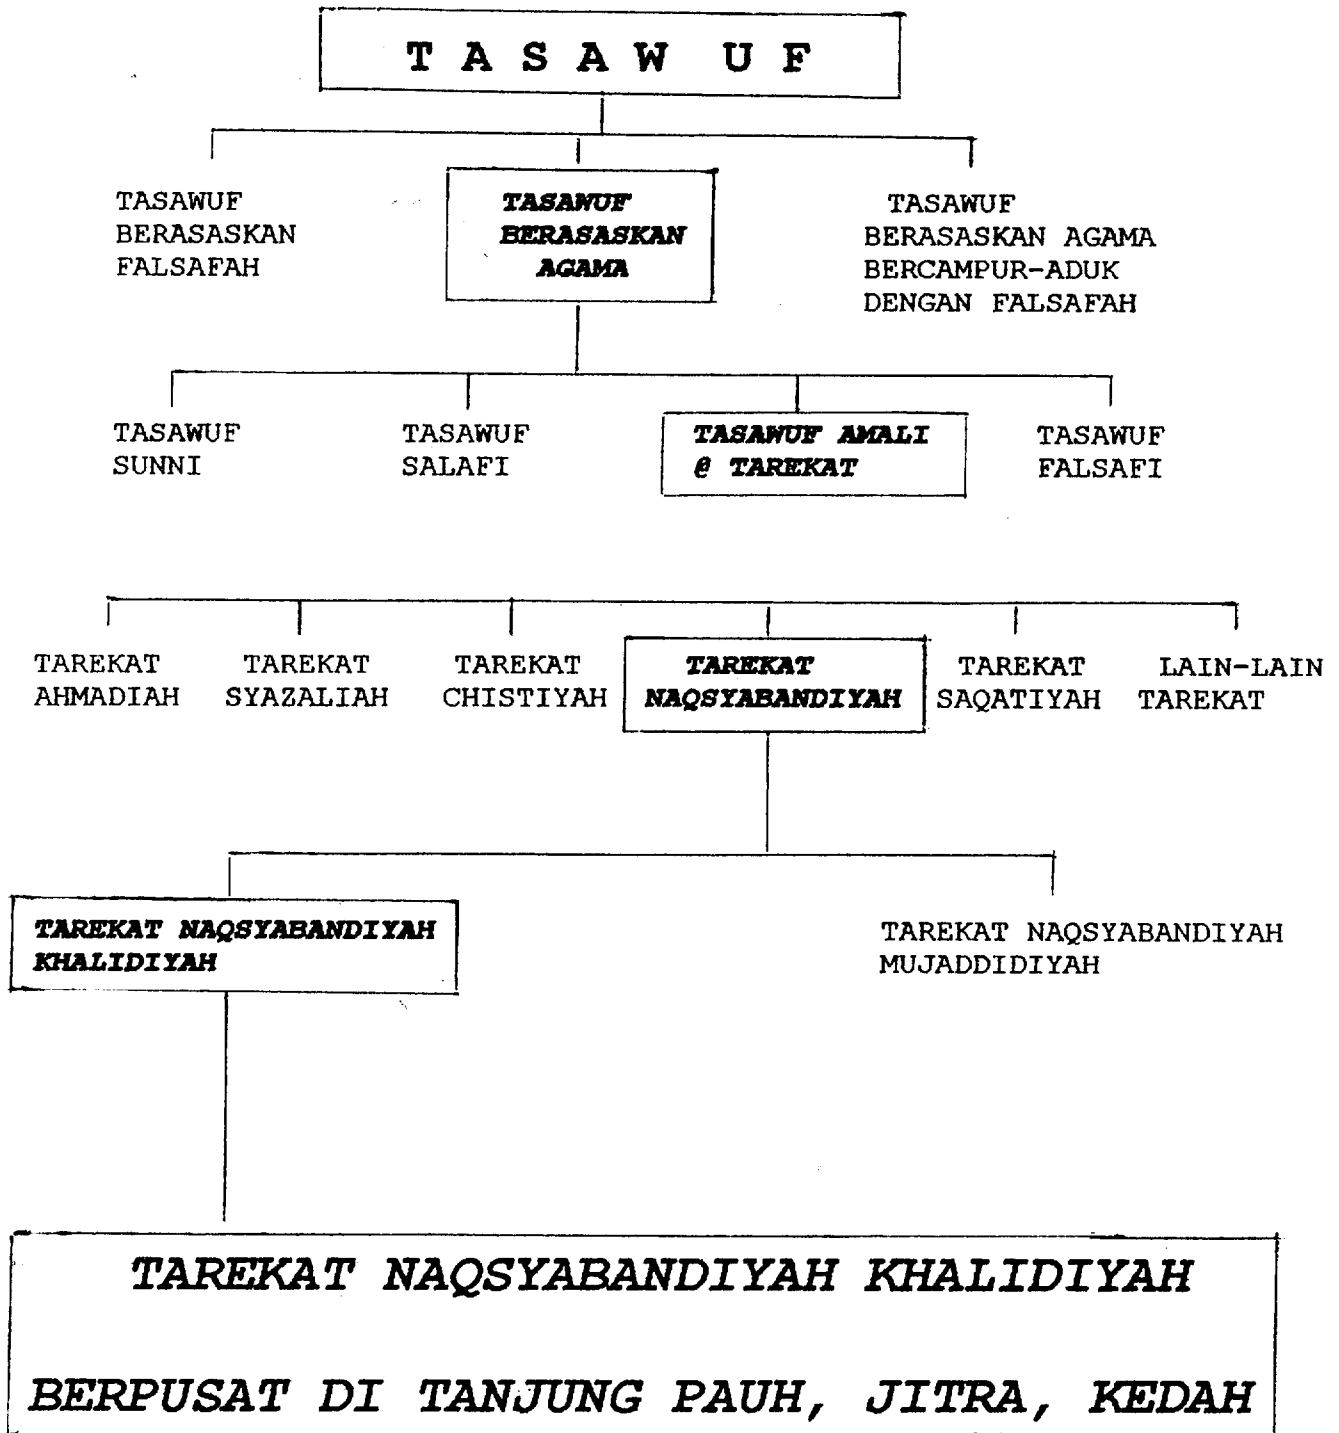 T A S A W U F
TASAWUF
BERASASKAN
FALSAFAH
TASAWUF
BERASASKAN
AGAMA
TASAWUF
BERASASKAN AGAMA
BERCAMPUR-ADUK
DENGAN FALSAFAH
TASAWUF
SUNNI
TASAWUF
SALAFI
TASAWUF AMALI
@ TAREKAT
TASAWUF
FALSAFI
TAREKAT
AHMADIAH
TAREKAT
SYAZALIAH
TAREKAT
CHISTIYAH
TAREKAT
NAQSYABANDIYAH
TAREKAT
SAQATIYAH
LAIN-LAIN
TAREKAT
TAREKAT NAQSYABANDIYAH
KHALIDIYAH
TAREKAT NAQSYABANDIYAH
MUJADDIDIYAH
TAREKAT NAQSYABANDIYAH KHALIDIYAH
BERPUSAT DI TANJUNG PAUH, JITRA, KEDAH